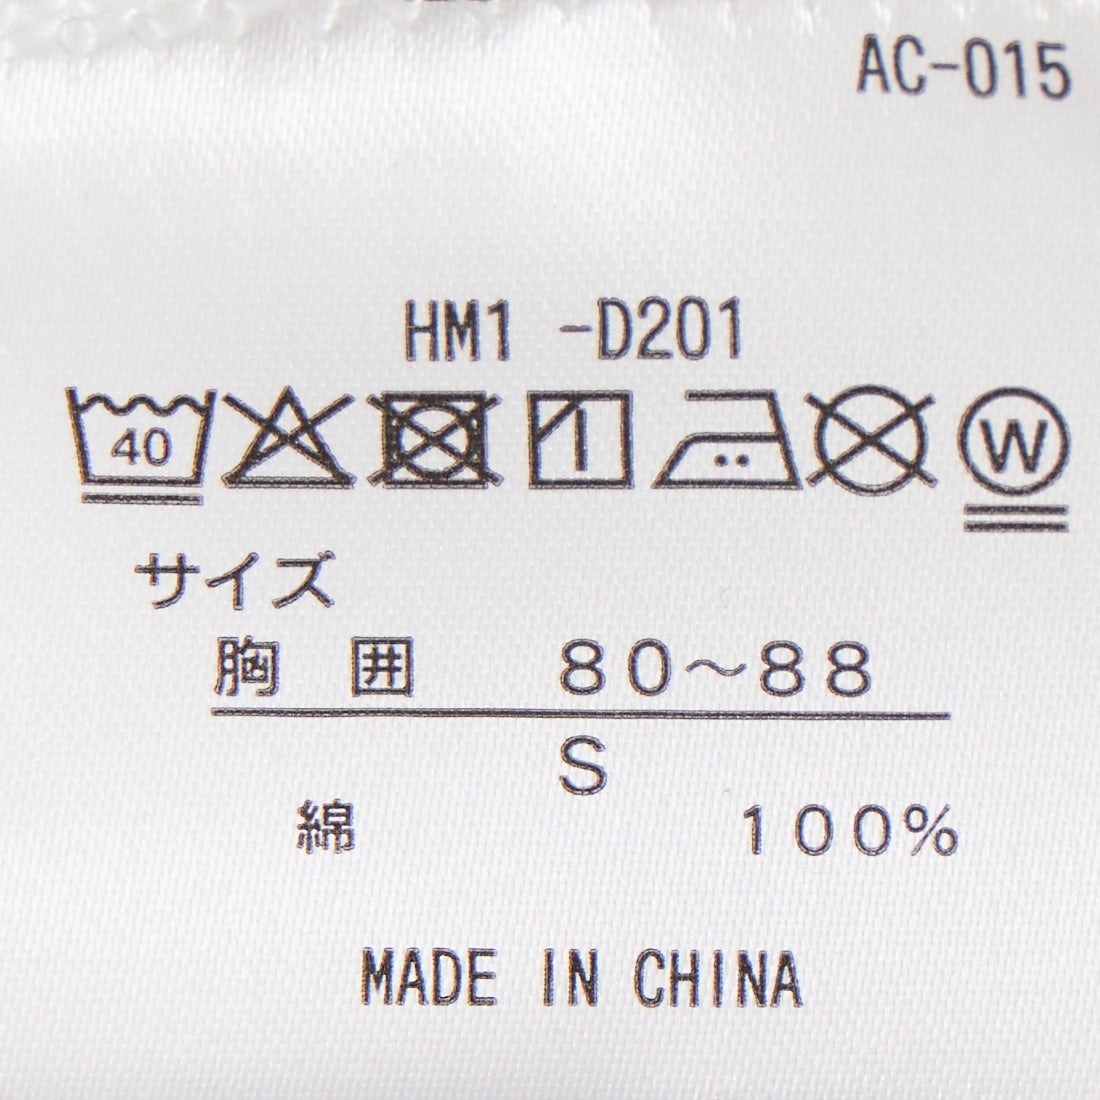 AC-015
HM1 -D201
40
W
サイズ
胸 囲 80～88
S
綿 100%
MADE IN CHINA